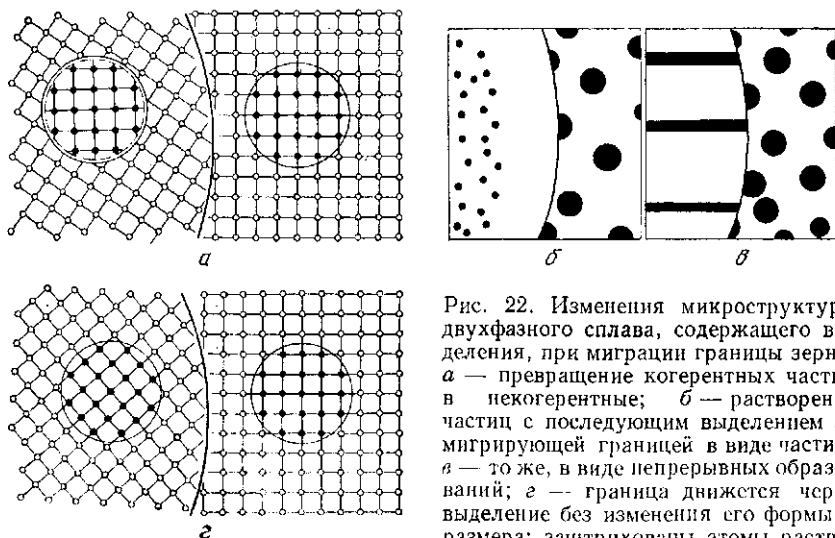 а
б
в
г
Рис. 22. Изменения микроструктур
двухфазного сплава, содержащего в
деления, при миграции границы зерн
а — превращение когерентных части
в некогерентные; б — растворен
частиц с последующим выделением
мигрирующей границей в виде части
в — то же, в виде непрерывных образ
ваний; г — граница движется чер
выделение без изменения его формы
размера; заштрихованы атомы раств